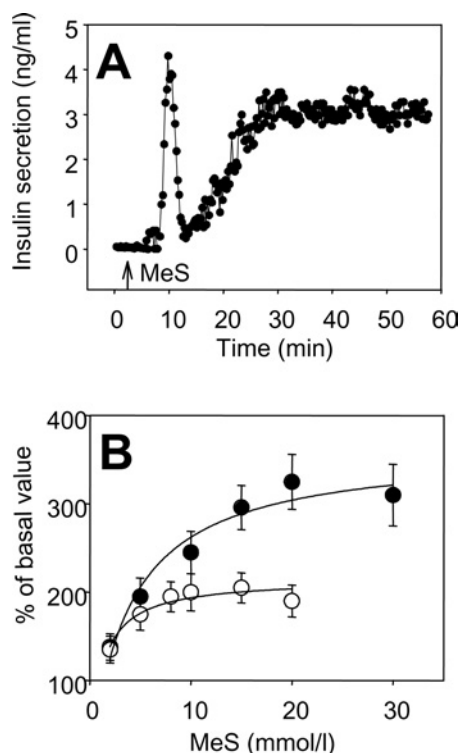 A
Insulin secretion (ng/ml)
5
4
3
2
1
0
MeS
0 10 20 30 40 50 60
Time (min)
B
% of basal value
400
300
200
100
0 10 20 30
MeS (mmol/l)